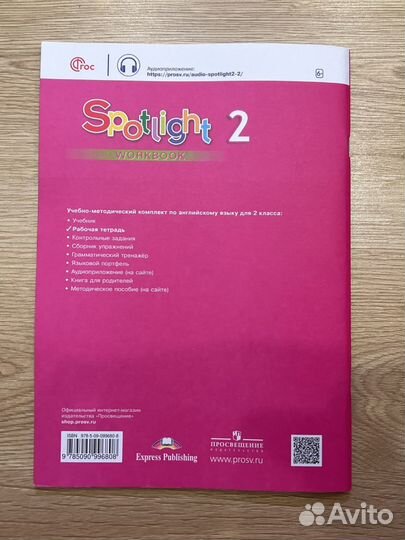 ФГОС
Аудиоприложение:
https://prosv.ru/audio-spotlight2-2/
6+
Spotlight 2
WORKBOOK
Учебно-методический комплект по английскому языку для 2 класса:
• Учебник
✓ Рабочая тетрадь
• Контрольные задания
• Сборник упражнений
• Грамматический тренажёр
• Языковой портфель
• Аудиоприложение (на сайте)
• Книга для родителей
• Методическое пособие (на сайте)
Официальный интернет-магазин
издательства «Просвещение»
shop.prosv.ru
ISBN 978-5-09-099680-8
9 785090 996808
Express Publishing
ПРОСВЕЩЕНИЕ
ИЗДАТЕЛЬСТВО
www.prosv.ru
Avito